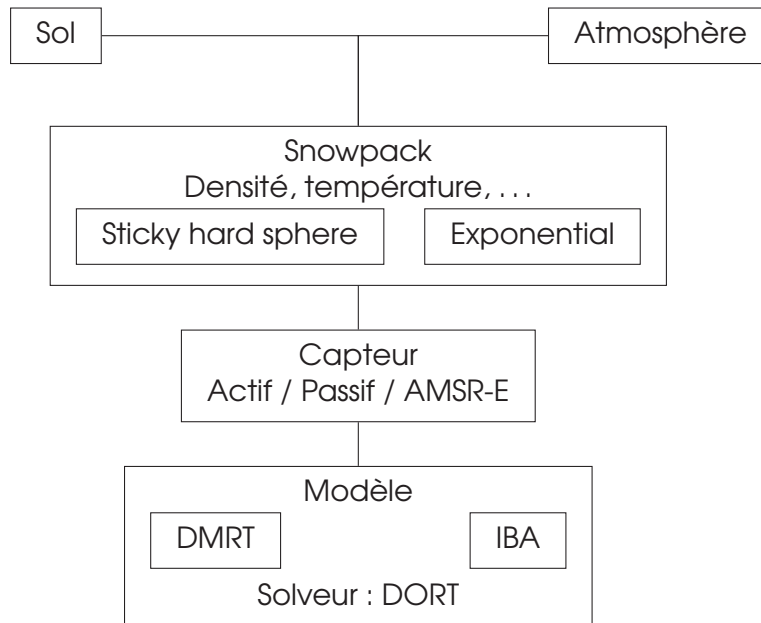 Sol
Atmosphère
Snowpack
Densité, température, . . .
Sticky hard sphere
Exponential
Capteur
Actif / Passif / AMSR-E
Modèle
DMRT
IBA
Solveur : DORT